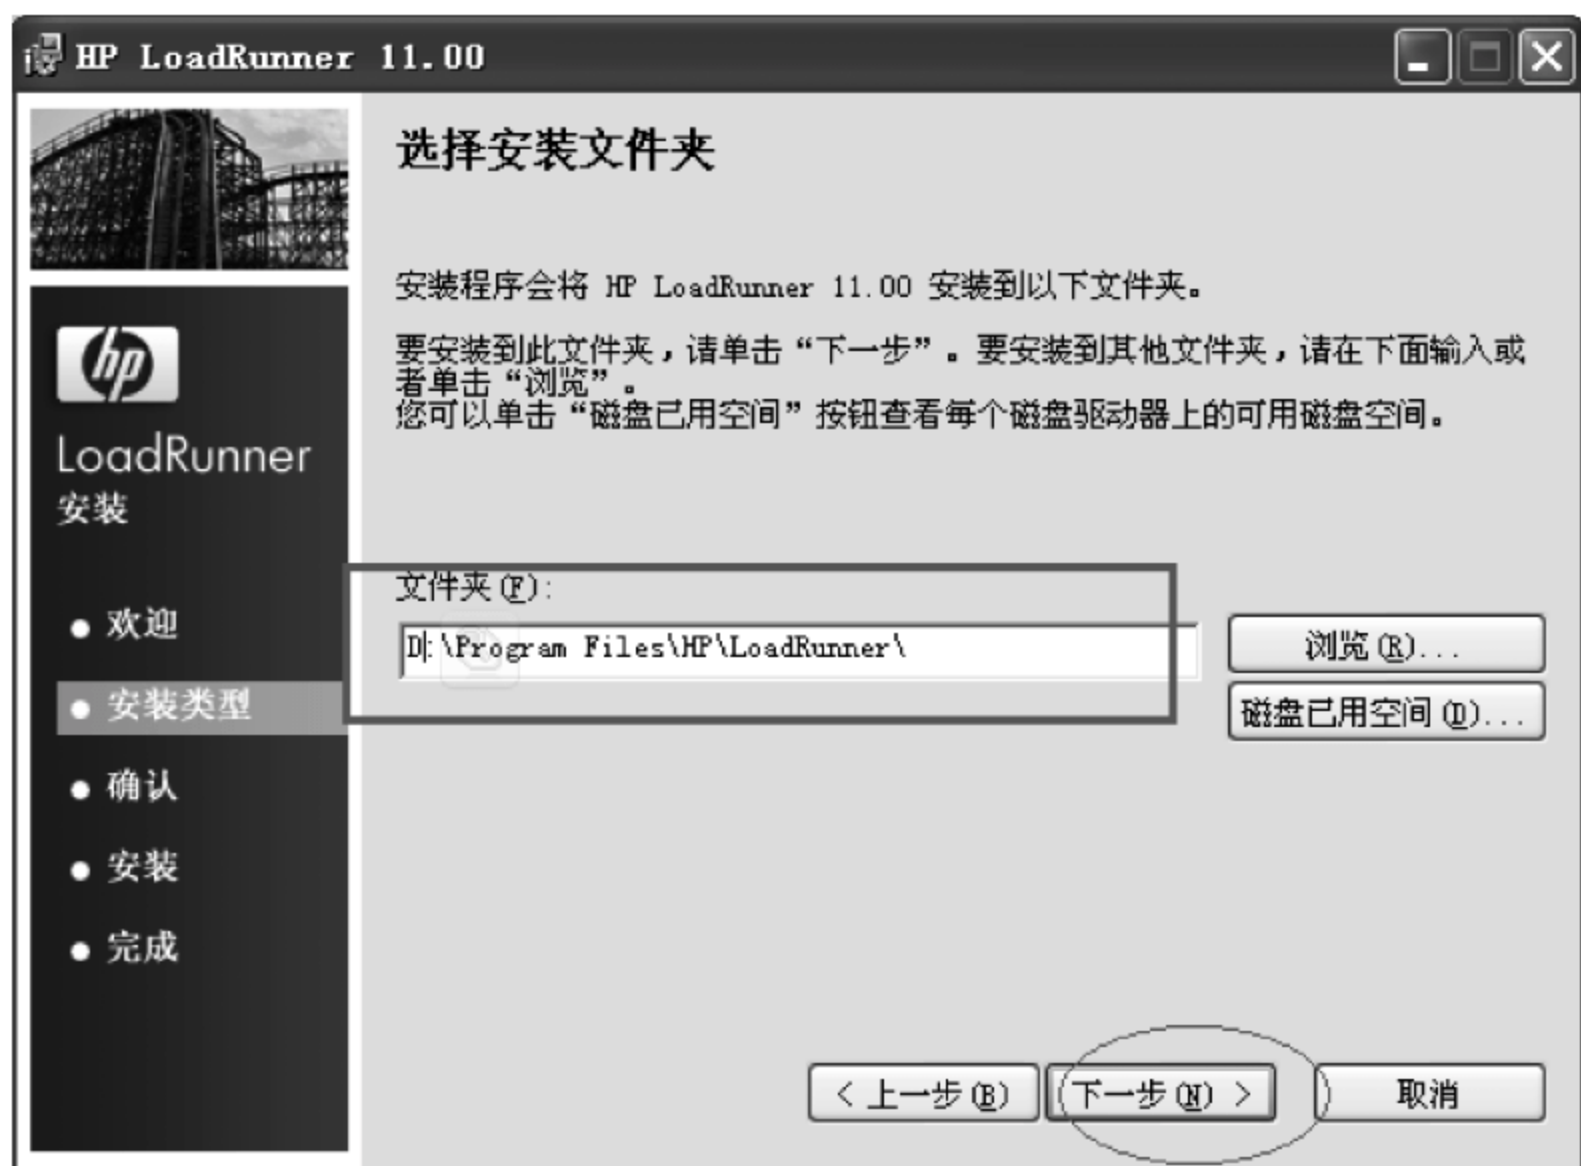 HP LoadRunner 11.00
选择安装文件夹
安装程序会将 HP LoadRunner 11.00 安装到以下文件夹。
要安装到此文件夹，请单击“下一步”。要安装到其他文件夹，请在下面输入或
者单击“浏览”。
您可以单击“磁盘已用空间”按钮查看每个磁盘驱动器上的可用磁盘空间。
hp
LoadRunner
安装
欢迎
安装类型
确认
安装
完成
文件夹(F):
D:\Program Files\HP\LoadRunner\
浏览(R)...
磁盘已用空间(D)...
< 上一步(B)
下一步(N) >
取消